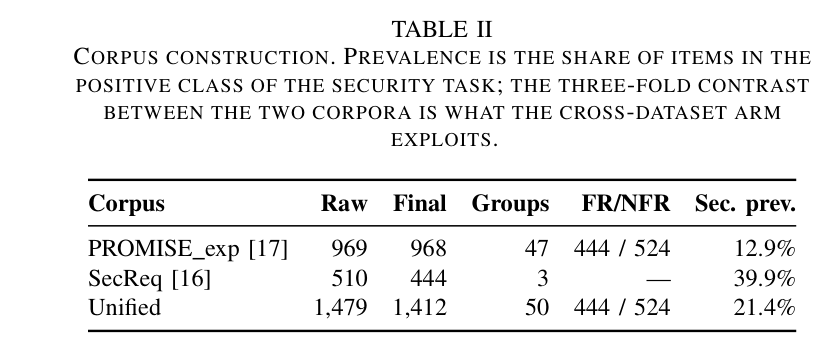 TABLE II
CORPUS CONSTRUCTION. PREVALENCE IS THE SHARE OF ITEMS IN THE
POSITIVE CLASS OF THE SECURITY TASK; THE THREE-FOLD CONTRAST
BETWEEN THE TWO CORPORA IS WHAT THE CROSS-DATASET ARM
EXPLOITS.
Corpus Raw Final Groups FR/NFR Sec. prev.
PROMISE_exp [17] 969 968 47 444 / 524 12.9%
SecReq [16] 510 444 3 — 39.9%
Unified 1,479 1,412 50 444 / 524 21.4%